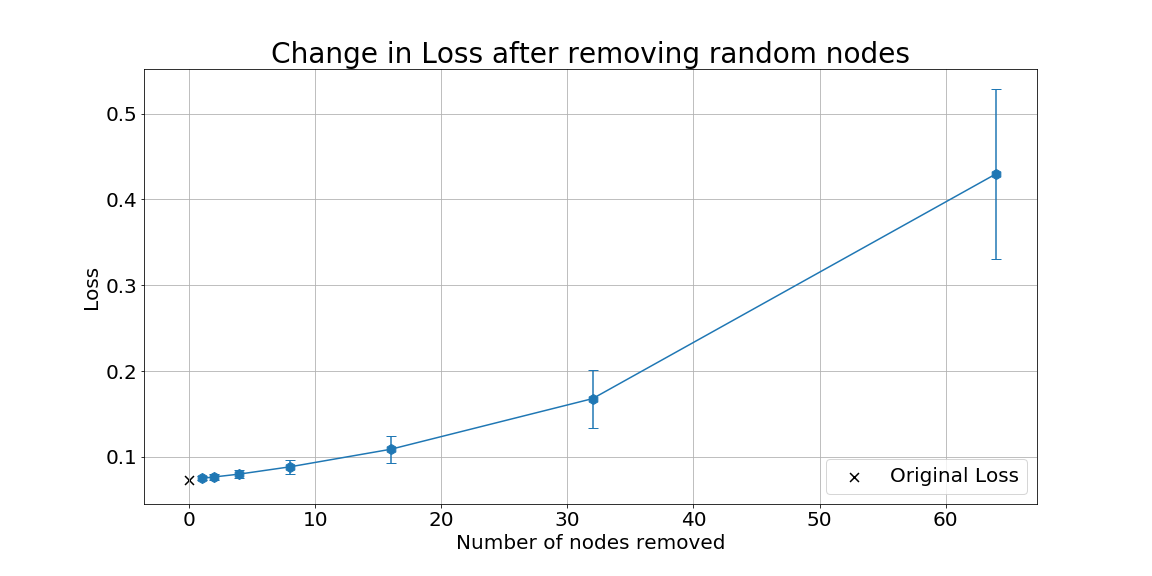 Change in Loss after removing random nodes
0.5
0.4
0.3
0.2
0.1
Loss
Original Loss
0 10 20 30 40 50 60
Number of nodes removed